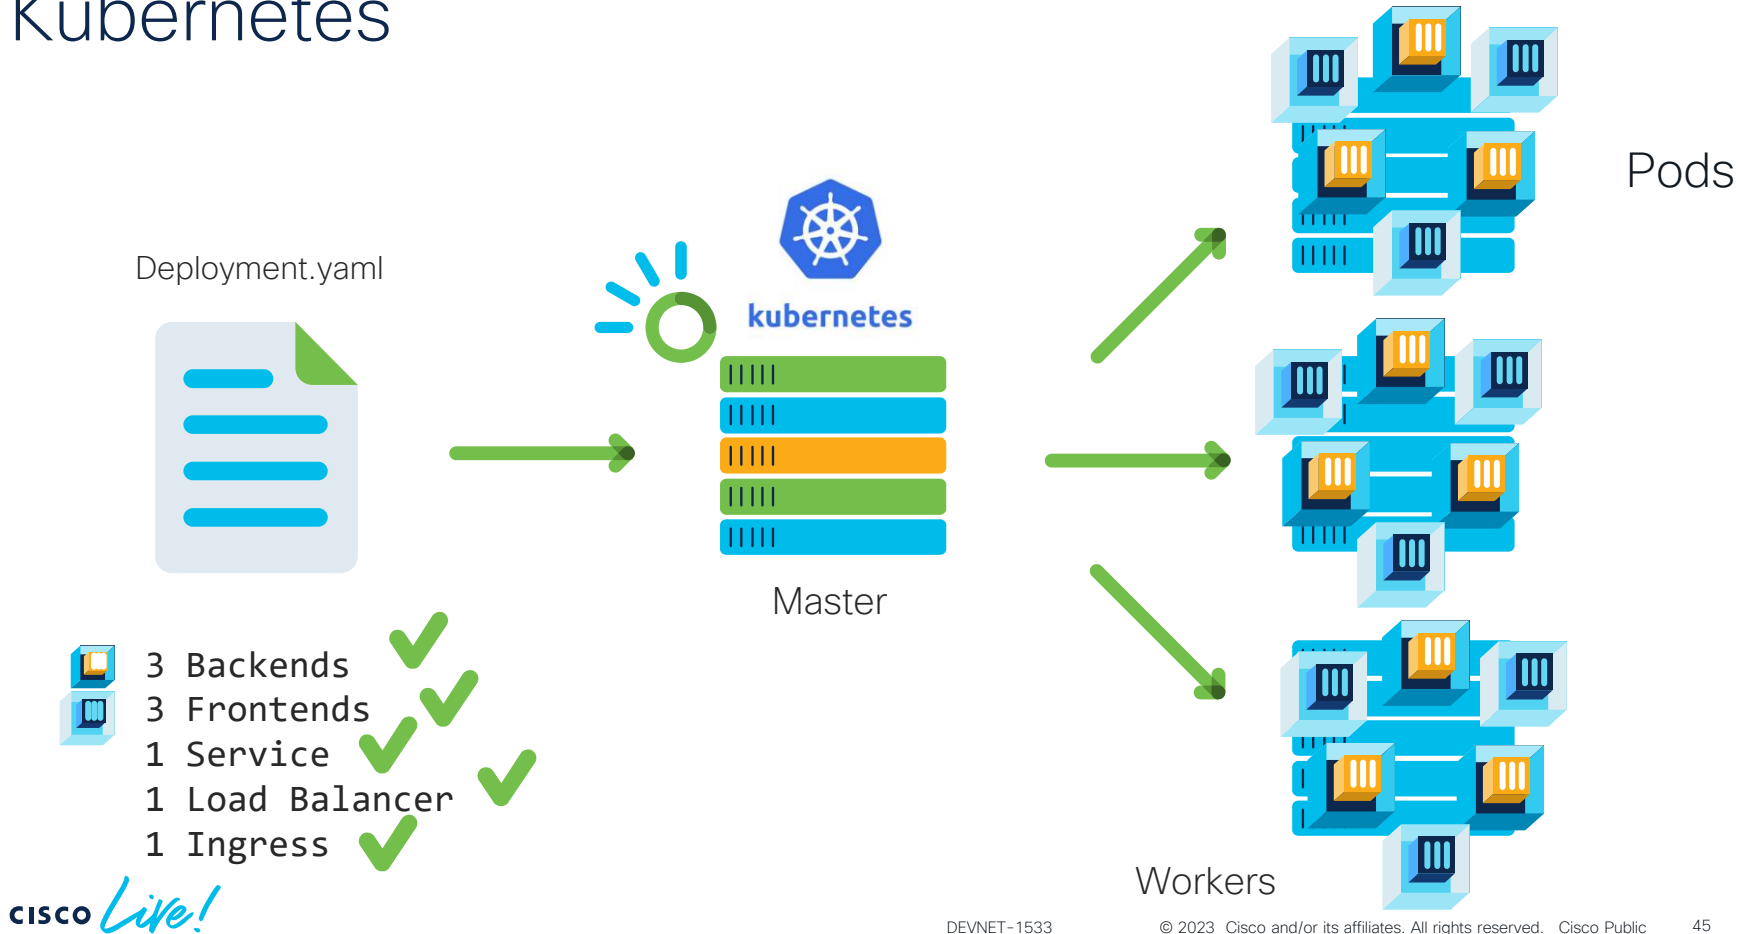 Kubernetes
Pods
Deployment.yaml
kubernetes
Master
3 Backends
3 Frontends
1 Service
1 Load Balancer
1 Ingress
Workers
CISCO Live!
DEVNET-1533
© 2023 Cisco and/or its affiliates. All rights reserved. Cisco Public
45